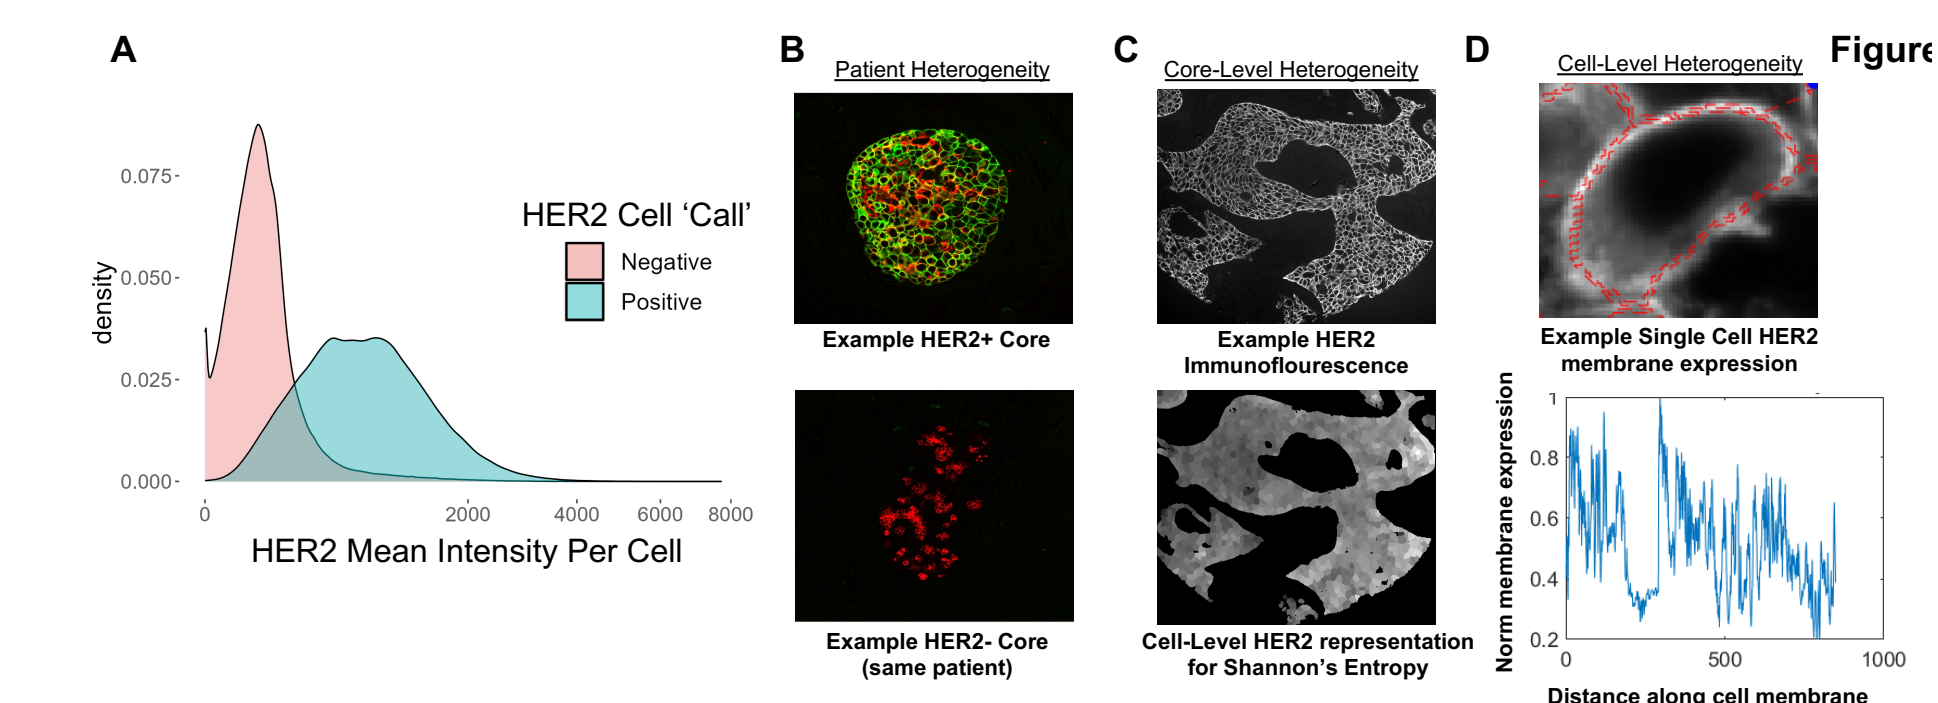 A
HER2 Cell ‘Call’
Negative
Positive
density
0.075
0.050
0.025
0.000
0
2000
4000
6000
8000
HER2 Mean Intensity Per Cell
B
Patient Heterogeneity
Example HER2+ Core
Example HER2- Core
(same patient)
C
Core-Level Heterogeneity
Example HER2
Immunoflourescence
Cell-Level HER2 representation
for Shannon’s Entropy
D
Cell-Level Heterogeneity
Example Single Cell HER2
membrane expression
Norm membrane expression
1
0.8
0.6
0.4
0.2
0
500
1000
Distance along cell membrane
Figure